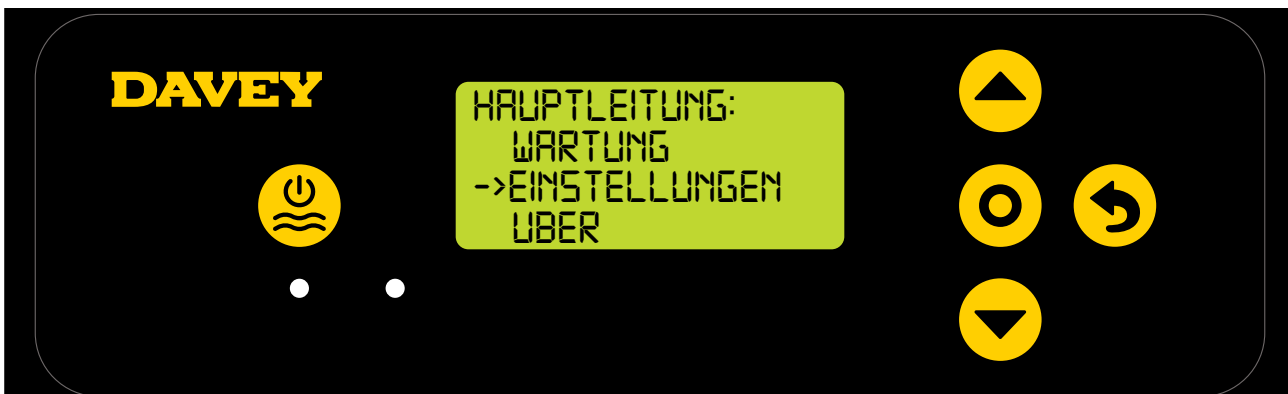 DAVEY
HAUPTLEITUNG:
WARTUNG
->EINSTELLUNGEN
UBER